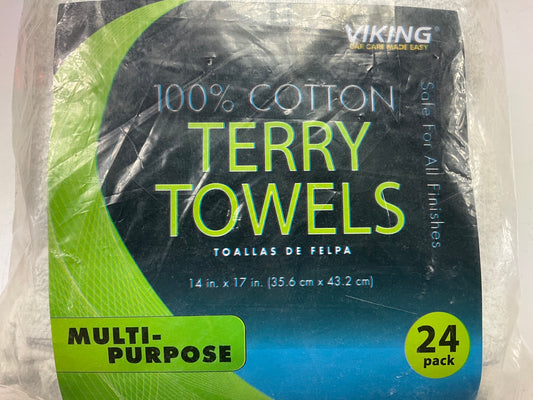 VIKING®
CAR CARE MADE EASY
100% COTTON
TERRY
TOWELS
TOALLAS DE FELPA
14 in. x 17 in. (35.6 cm x 43.2 cm)
Safe For All Finishes
MULTI-
PURPOSE
24
pack